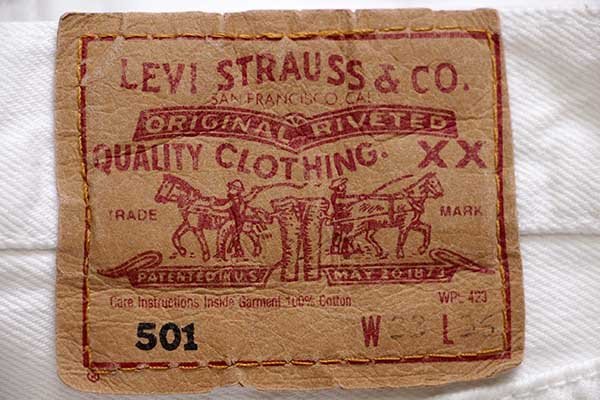 LEVI STRAUSS & CO.
SAN FRANCISCO, CAL.
ORIGINAL RIVETED
QUALITY CLOTHING. XX
TRADE MARK
PATENTED IN U.S. MAY 20 1873
Care Instructions Inside Garment 100% Cotton WPL 423
501 W L
®